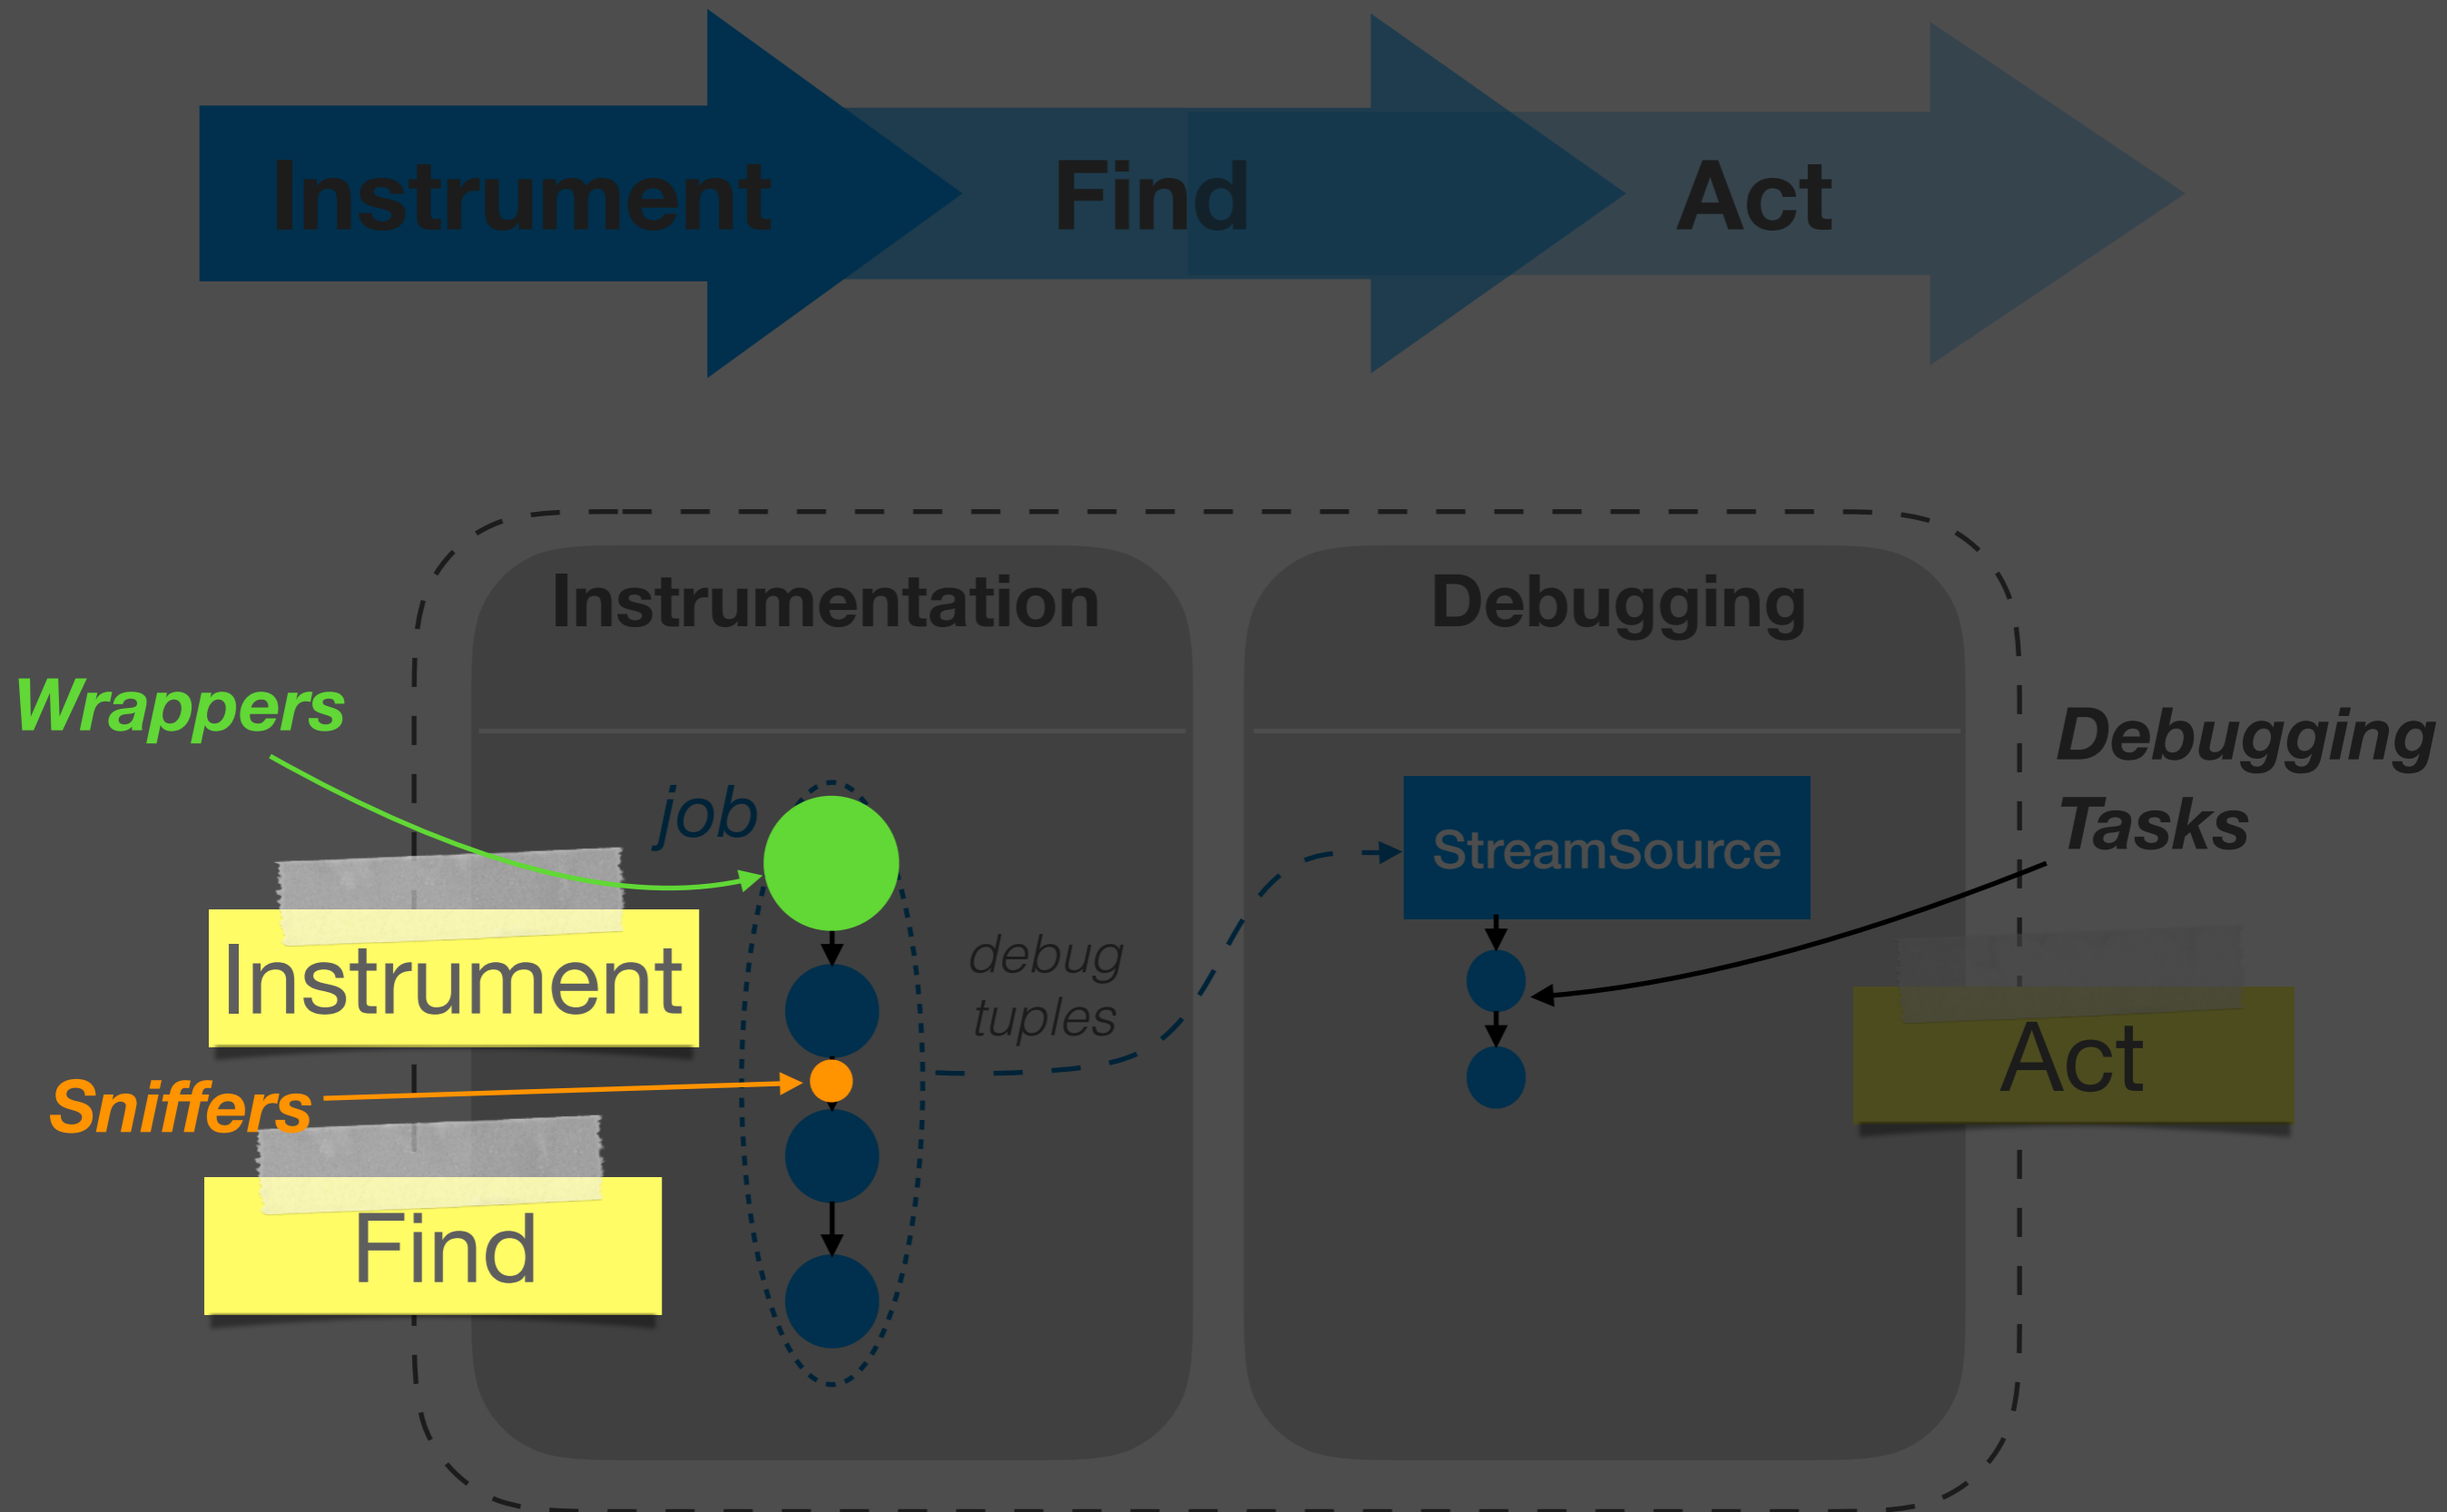 Instrument
Find
Act
Instrumentation
Debugging
Wrappers
job
StreamSource
Debugging
Tasks
debug
tuples
Instrument
Act
Sniffers
Find